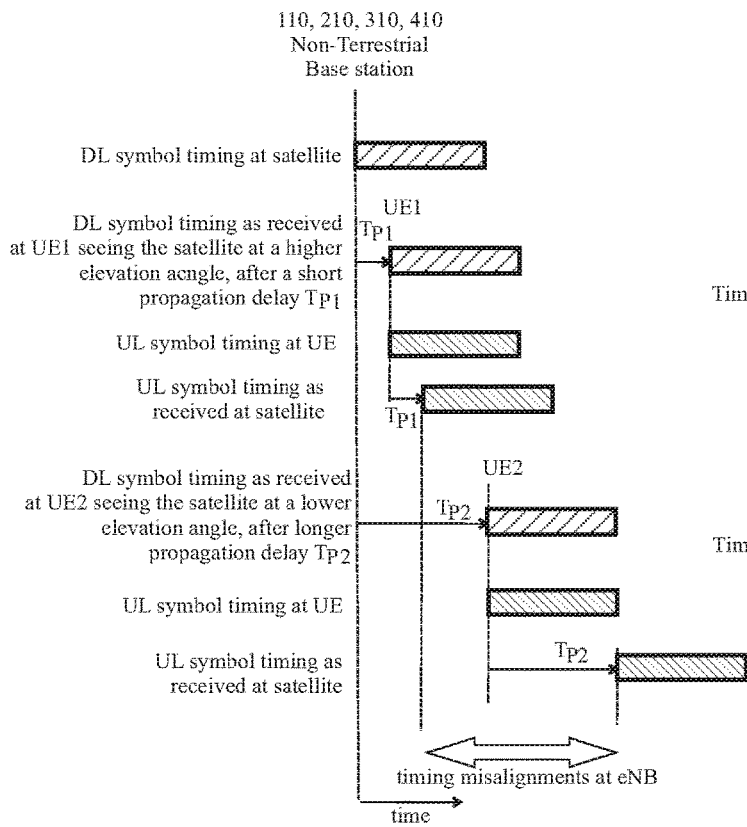 110, 210, 310, 410
Non-Terrestrial
Base station
DL symbol timing at satellite
UE1
DL symbol timing as received
at UE1 seeing the satellite at a higher
elevation acngle, after a short
propagation delay TP1
TP1
Tim
UL symbol timing at UE
UL symbol timing as
received at satellite
TP1
UE2
DL symbol timing as received
at UE2 seeing the satellite at a lower
elevation angle, after longer
propagation delay TP2
TP2
Tim
UL symbol timing at UE
UL symbol timing as
received at satellite
TP2
timing misalignments at eNB
time